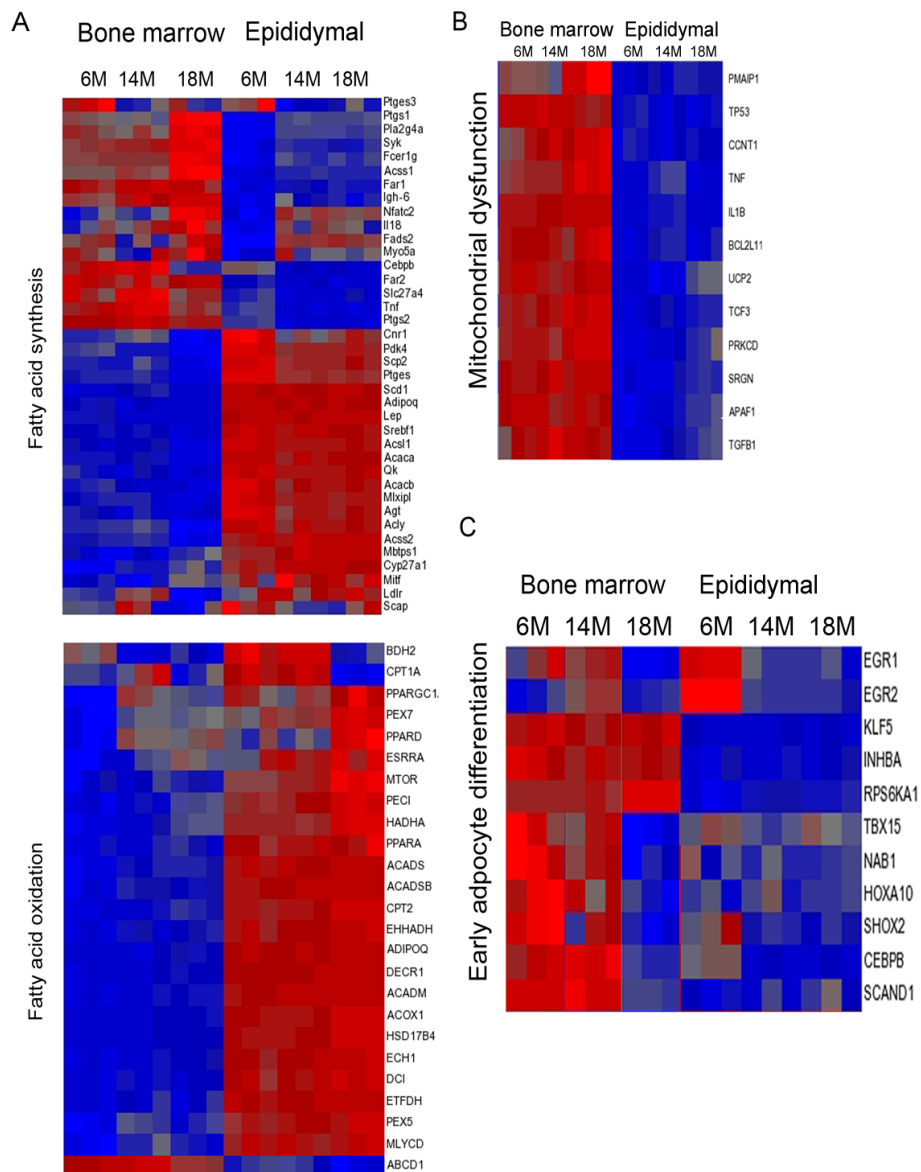 A
Bone marrow Epididymal
6M 14M 18M 6M 14M 18M
Fatty acid synthesis
Ptges3
Ptgs1
Pla2g4a
Syk
Fcer1g
Acss1
Far1
Igh-6
Nfatc2
Il18
Fads2
Myo5a
Cebpb
Far2
Slc27a4
Tnf
Ptgs2
Cnr1
Pdk4
Scp2
Ptges
Scd1
Adipoq
Lep
Srebf1
Acsl1
Acaca
Qk
Acacb
Mlxipl
Agt
Acly
Acss2
Mbtps1
Cyp27a1
Mitf
Ldlr
Scap
Fatty acid oxidation
BDH2
CPT1A
PPARGC1
PEX7
PPARD
ESRRA
MTOR
PECI
HADHA
PPARA
ACADS
ACADSB
CPT2
EHHADH
ADIPOQ
DECR1
ACADM
ACOX1
HSD17B4
ECH1
DCI
ETFDH
PEX5
MLYCD
ABCD1
B
Bone marrow Epididymal
6M 14M 18M 6M 14M 18M
Mitochondrial dysfunction
PMAIP1
TP53
CCNT1
TNF
IL1B
BCL2L11
UCP2
TCF3
PRKCD
SRGN
APAF1
TGFB1
C
Bone marrow Epididymal
6M 14M 18M 6M 14M 18M
Early adpocyte differentiation
EGR1
EGR2
KLF5
INHBA
RPS6KA1
TBX15
NAB1
HOXA10
SHOX2
CEBPB
SCAND1